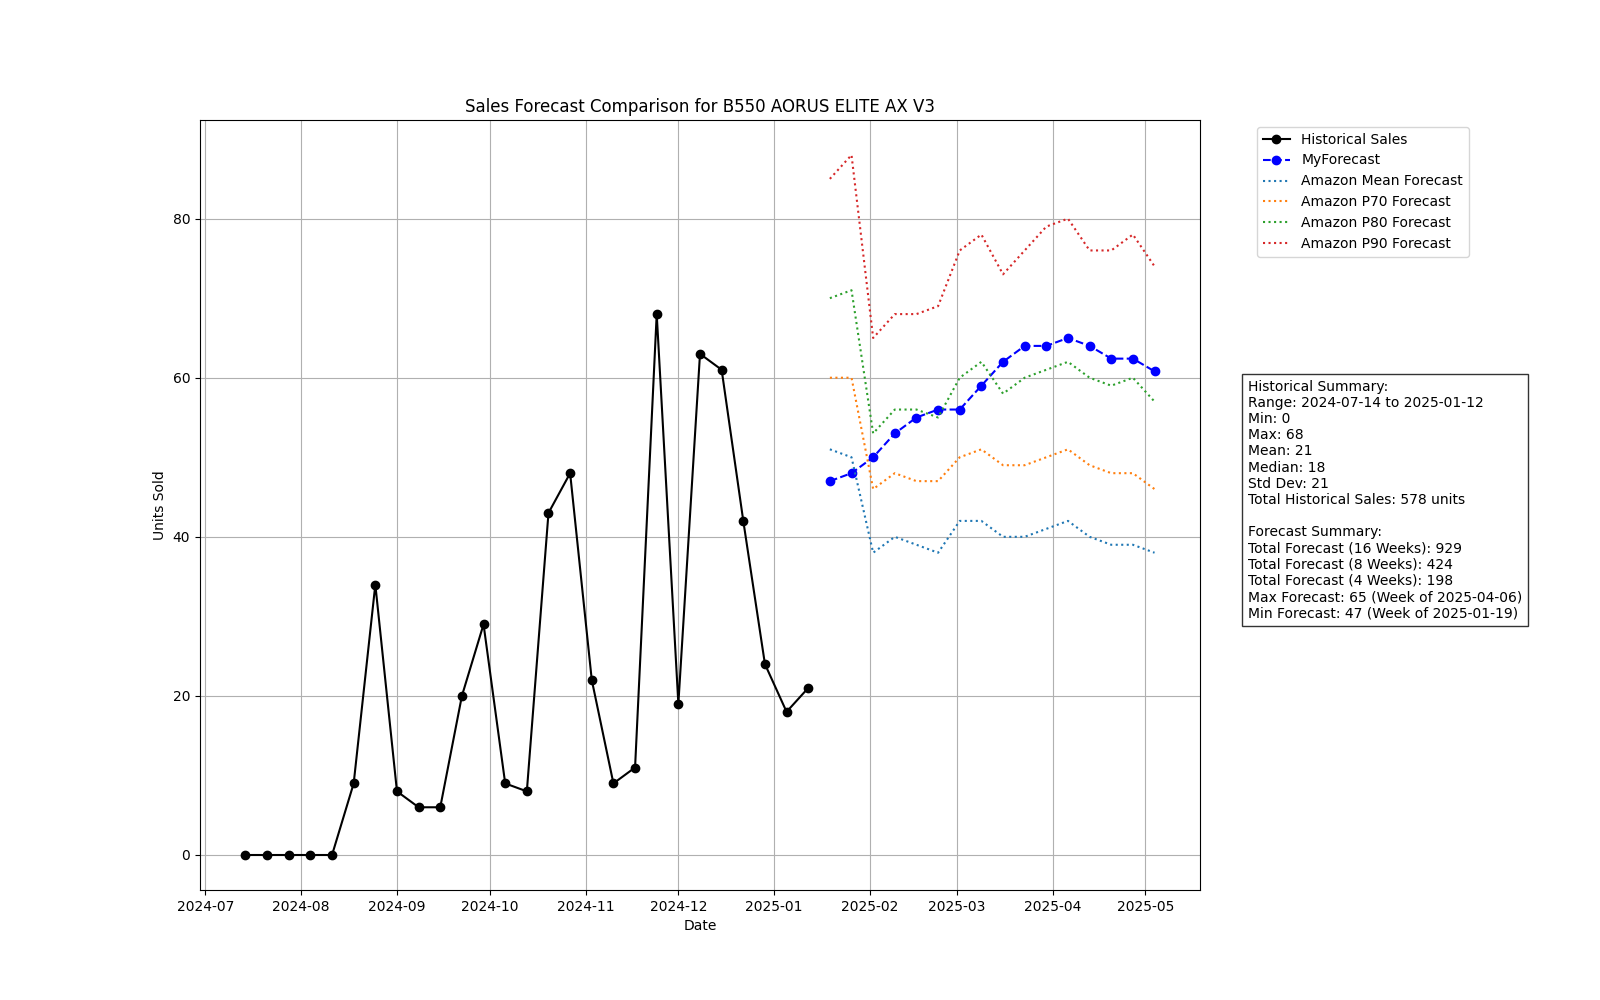 Sales Forecast Comparison for B550 AORUS ELITE AX V3
Historical Sales
MyForecast
Amazon Mean Forecast
Amazon P70 Forecast
Amazon P80 Forecast
Amazon P90 Forecast
80
60
40
20
0
Units Sold
2024-07 2024-08 2024-09 2024-10 2024-11 2024-12 2025-01 2025-02 2025-03 2025-04 2025-05
Date
Historical Summary:
Range: 2024-07-14 to 2025-01-12
Min: 0
Max: 68
Mean: 21
Median: 18
Std Dev: 21
Total Historical Sales: 578 units
Forecast Summary:
Total Forecast (16 Weeks): 929
Total Forecast (8 Weeks): 424
Total Forecast (4 Weeks): 198
Max Forecast: 65 (Week of 2025-04-06)
Min Forecast: 47 (Week of 2025-01-19)